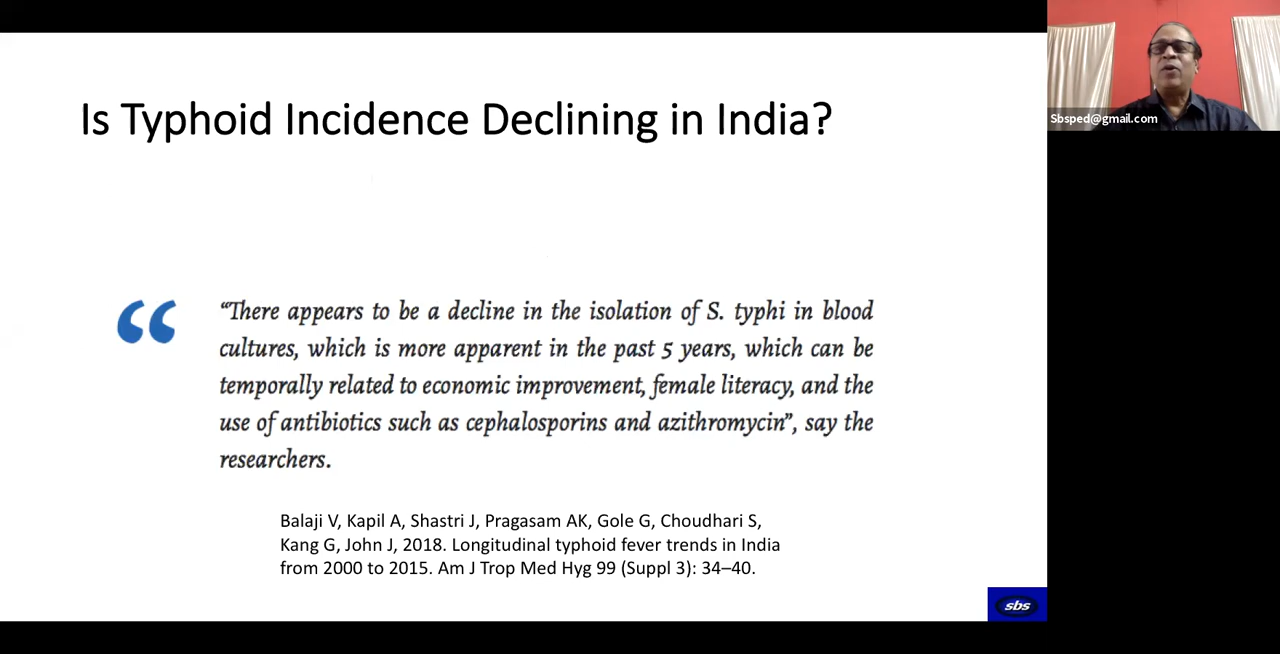 Is Typhoid Incidence Declining in India?
“There appears to be a decline in the isolation of S. typhi in blood
cultures, which is more apparent in the past 5 years, which can be
temporally related to economic improvement, female literacy, and the
use of antibiotics such as cephalosporins and azithromycin”, say the
researchers.
Balaji V, Kapil A, Shastri J, Pragasam AK, Gole G, Choudhari S,
Kang G, John J, 2018. Longitudinal typhoid fever trends in India
from 2000 to 2015. Am J Trop Med Hyg 99 (Suppl 3): 34–40.
sbs
Sbsped@gmail.com